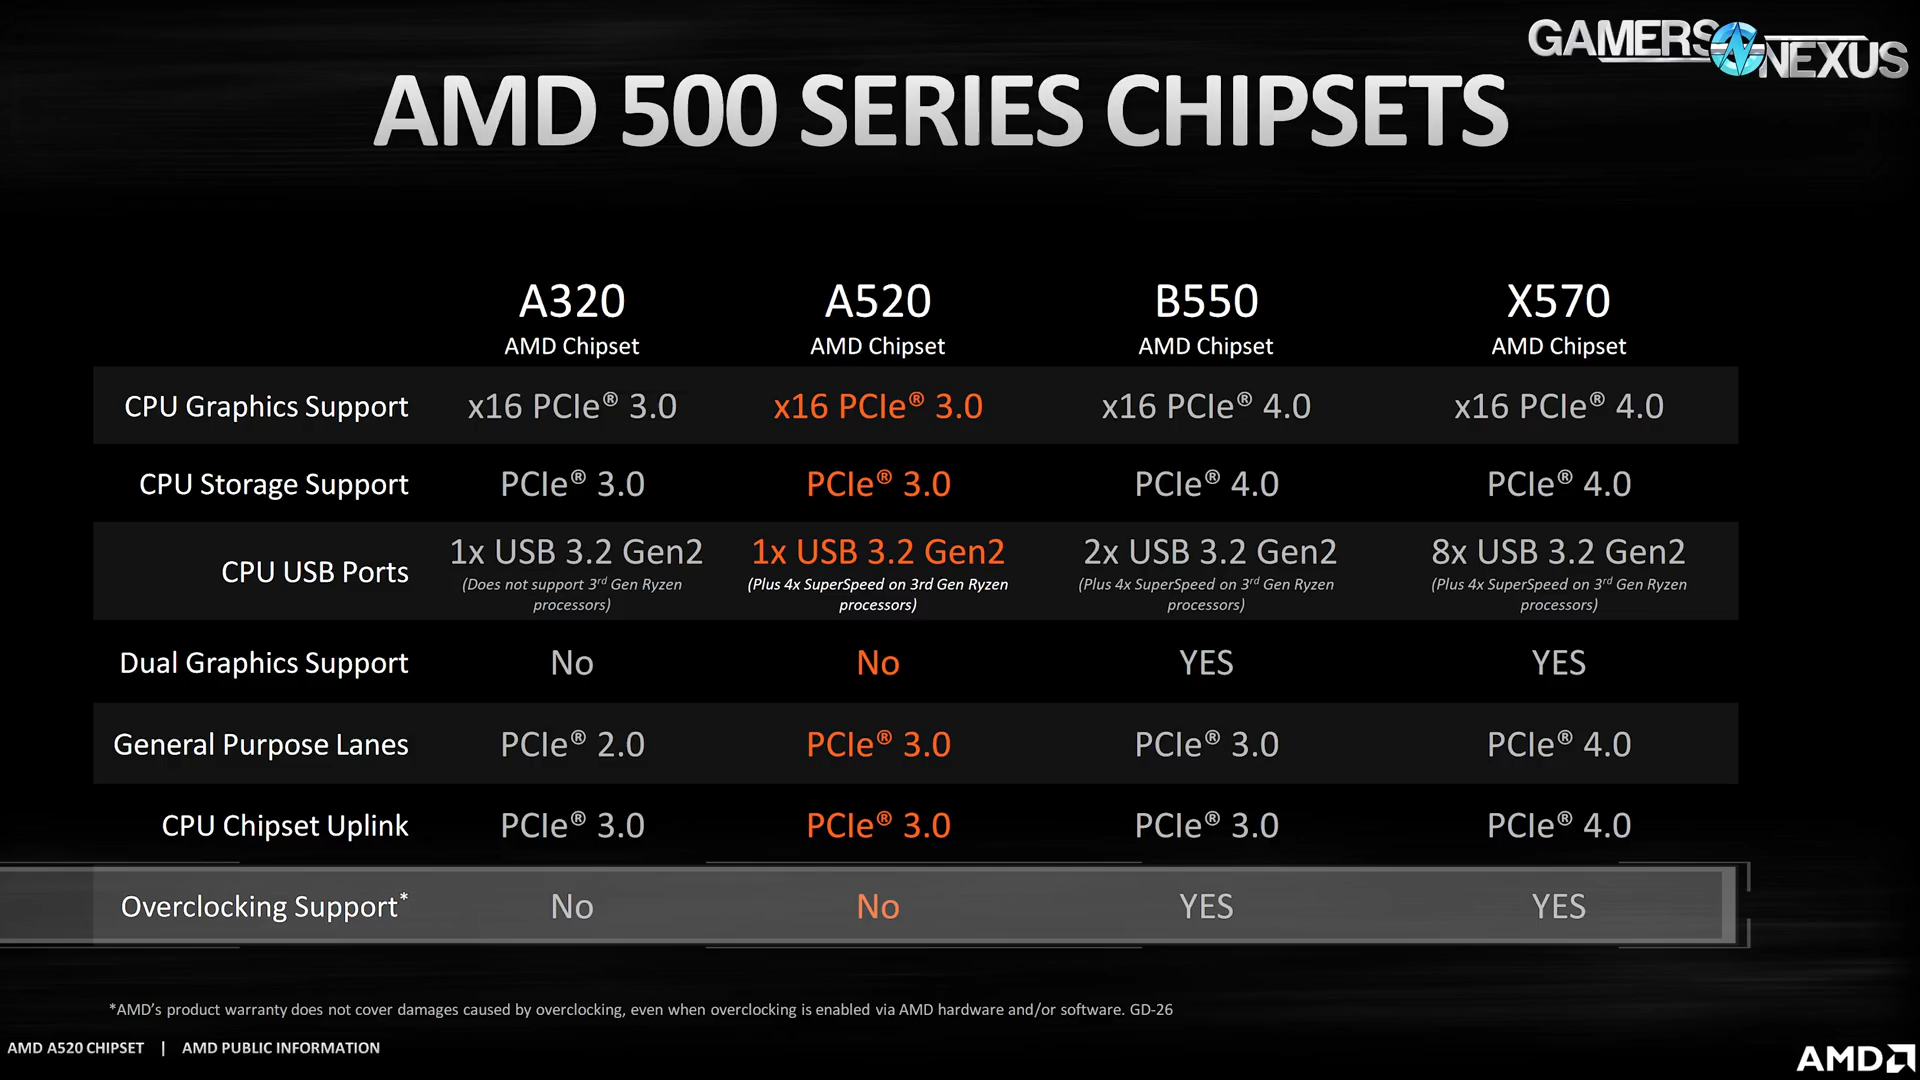 GAMERS NEXUS
AMD 500 SERIES CHIPSETS
A320 A520 B550 X570
AMD Chipset AMD Chipset AMD Chipset AMD Chipset
CPU Graphics Support x16 PCIe® 3.0 x16 PCIe® 3.0 x16 PCIe® 4.0 x16 PCIe® 4.0
CPU Storage Support PCIe® 3.0 PCIe® 3.0 PCIe® 4.0 PCIe® 4.0
CPU USB Ports 1x USB 3.2 Gen2 1x USB 3.2 Gen2 2x USB 3.2 Gen2 8x USB 3.2 Gen2
(Does not support 3rd Gen Ryzen (Plus 4x SuperSpeed on 3rd Gen Ryzen (Plus 4x SuperSpeed on 3rd Gen Ryzen (Plus 4x SuperSpeed on 3rd Gen Ryzen
processors) processors) processors) processors)
Dual Graphics Support No No YES YES
General Purpose Lanes PCIe® 2.0 PCIe® 3.0 PCIe® 3.0 PCIe® 4.0
CPU Chipset Uplink PCIe® 3.0 PCIe® 3.0 PCIe® 3.0 PCIe® 4.0
Overclocking Support* No No YES YES
*AMD’s product warranty does not cover damages caused by overclocking, even when overclocking is enabled via AMD hardware and/or software. GD-26
AMD A520 CHIPSET | AMD PUBLIC INFORMATION
AMD